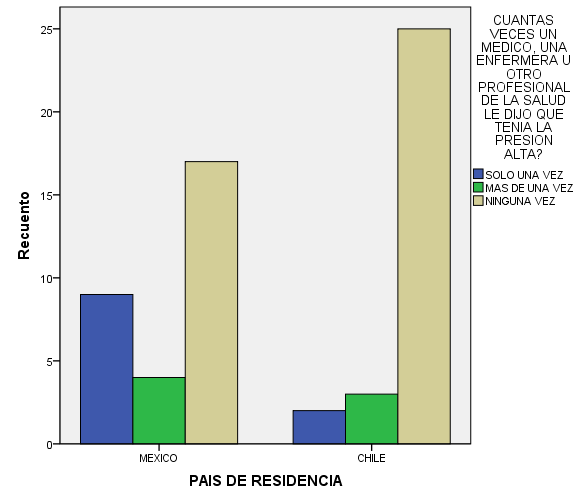 CUANTAS
VECES UN
MEDICO, UNA
ENFERMERA U
OTRO
PROFESIONAL
DE LA SALUD
LE DIJO QUE
TENIA LA
PRESION
ALTA?
SOLO UNA VEZ
MAS DE UNA VEZ
NINGUNA VEZ
Recuento
25
20
15
10
5
0
MEXICO
CHILE
PAIS DE RESIDENCIA